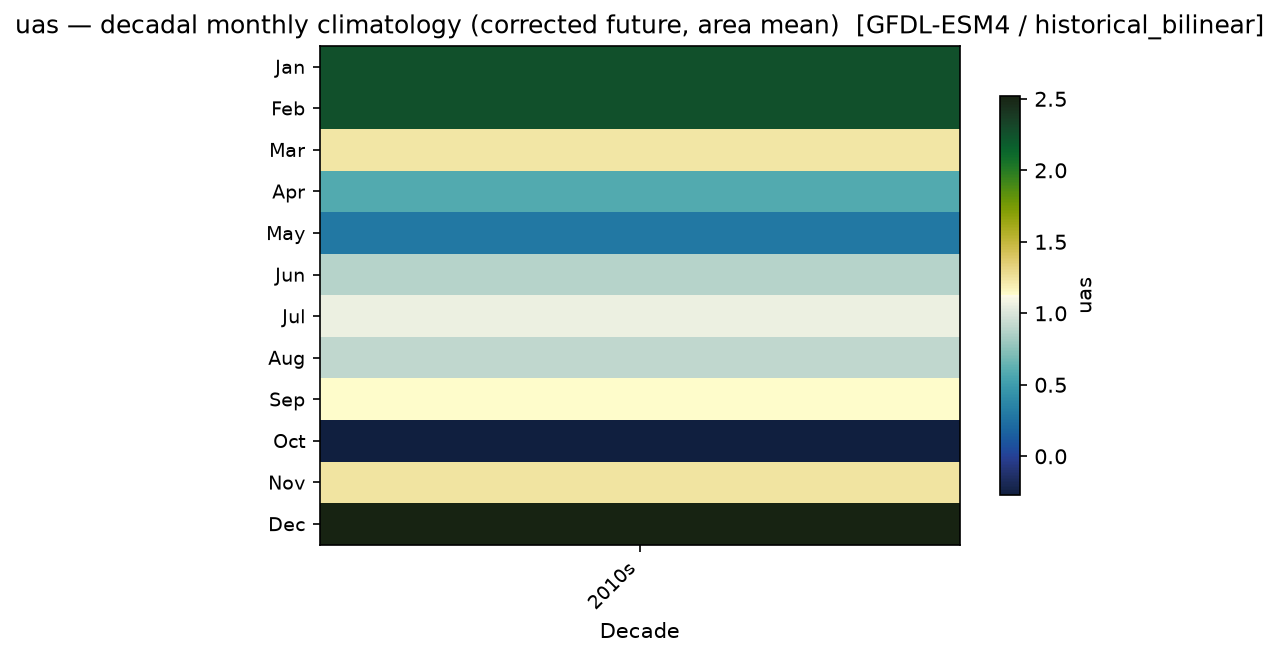 uas — decadal monthly climatology (corrected future, area mean)  [GFDL-ESM4 / historical_bilinear]
Jan
Feb
Mar
Apr
May
Jun
Jul
Aug
Sep
Oct
Nov
Dec
2010s
Decade
2.5
2.0
1.5
1.0
0.5
0.0
uas